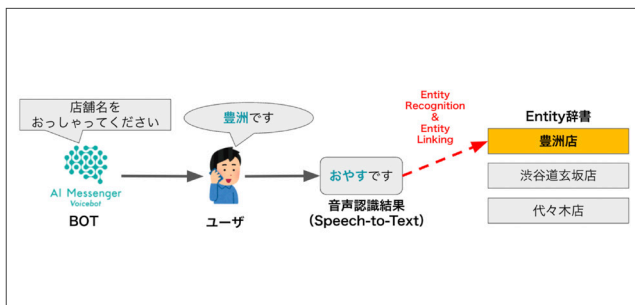 店舗名を
おっしゃってください
AI Messenger
Voicebot
BOT
豊洲です
ユーザ
おやすです
音声認識結果
(Speech-to-Text)
Entity
Recognition
&
Entity
Linking
Entity辞書
豊洲店
渋谷道玄坂店
代々木店